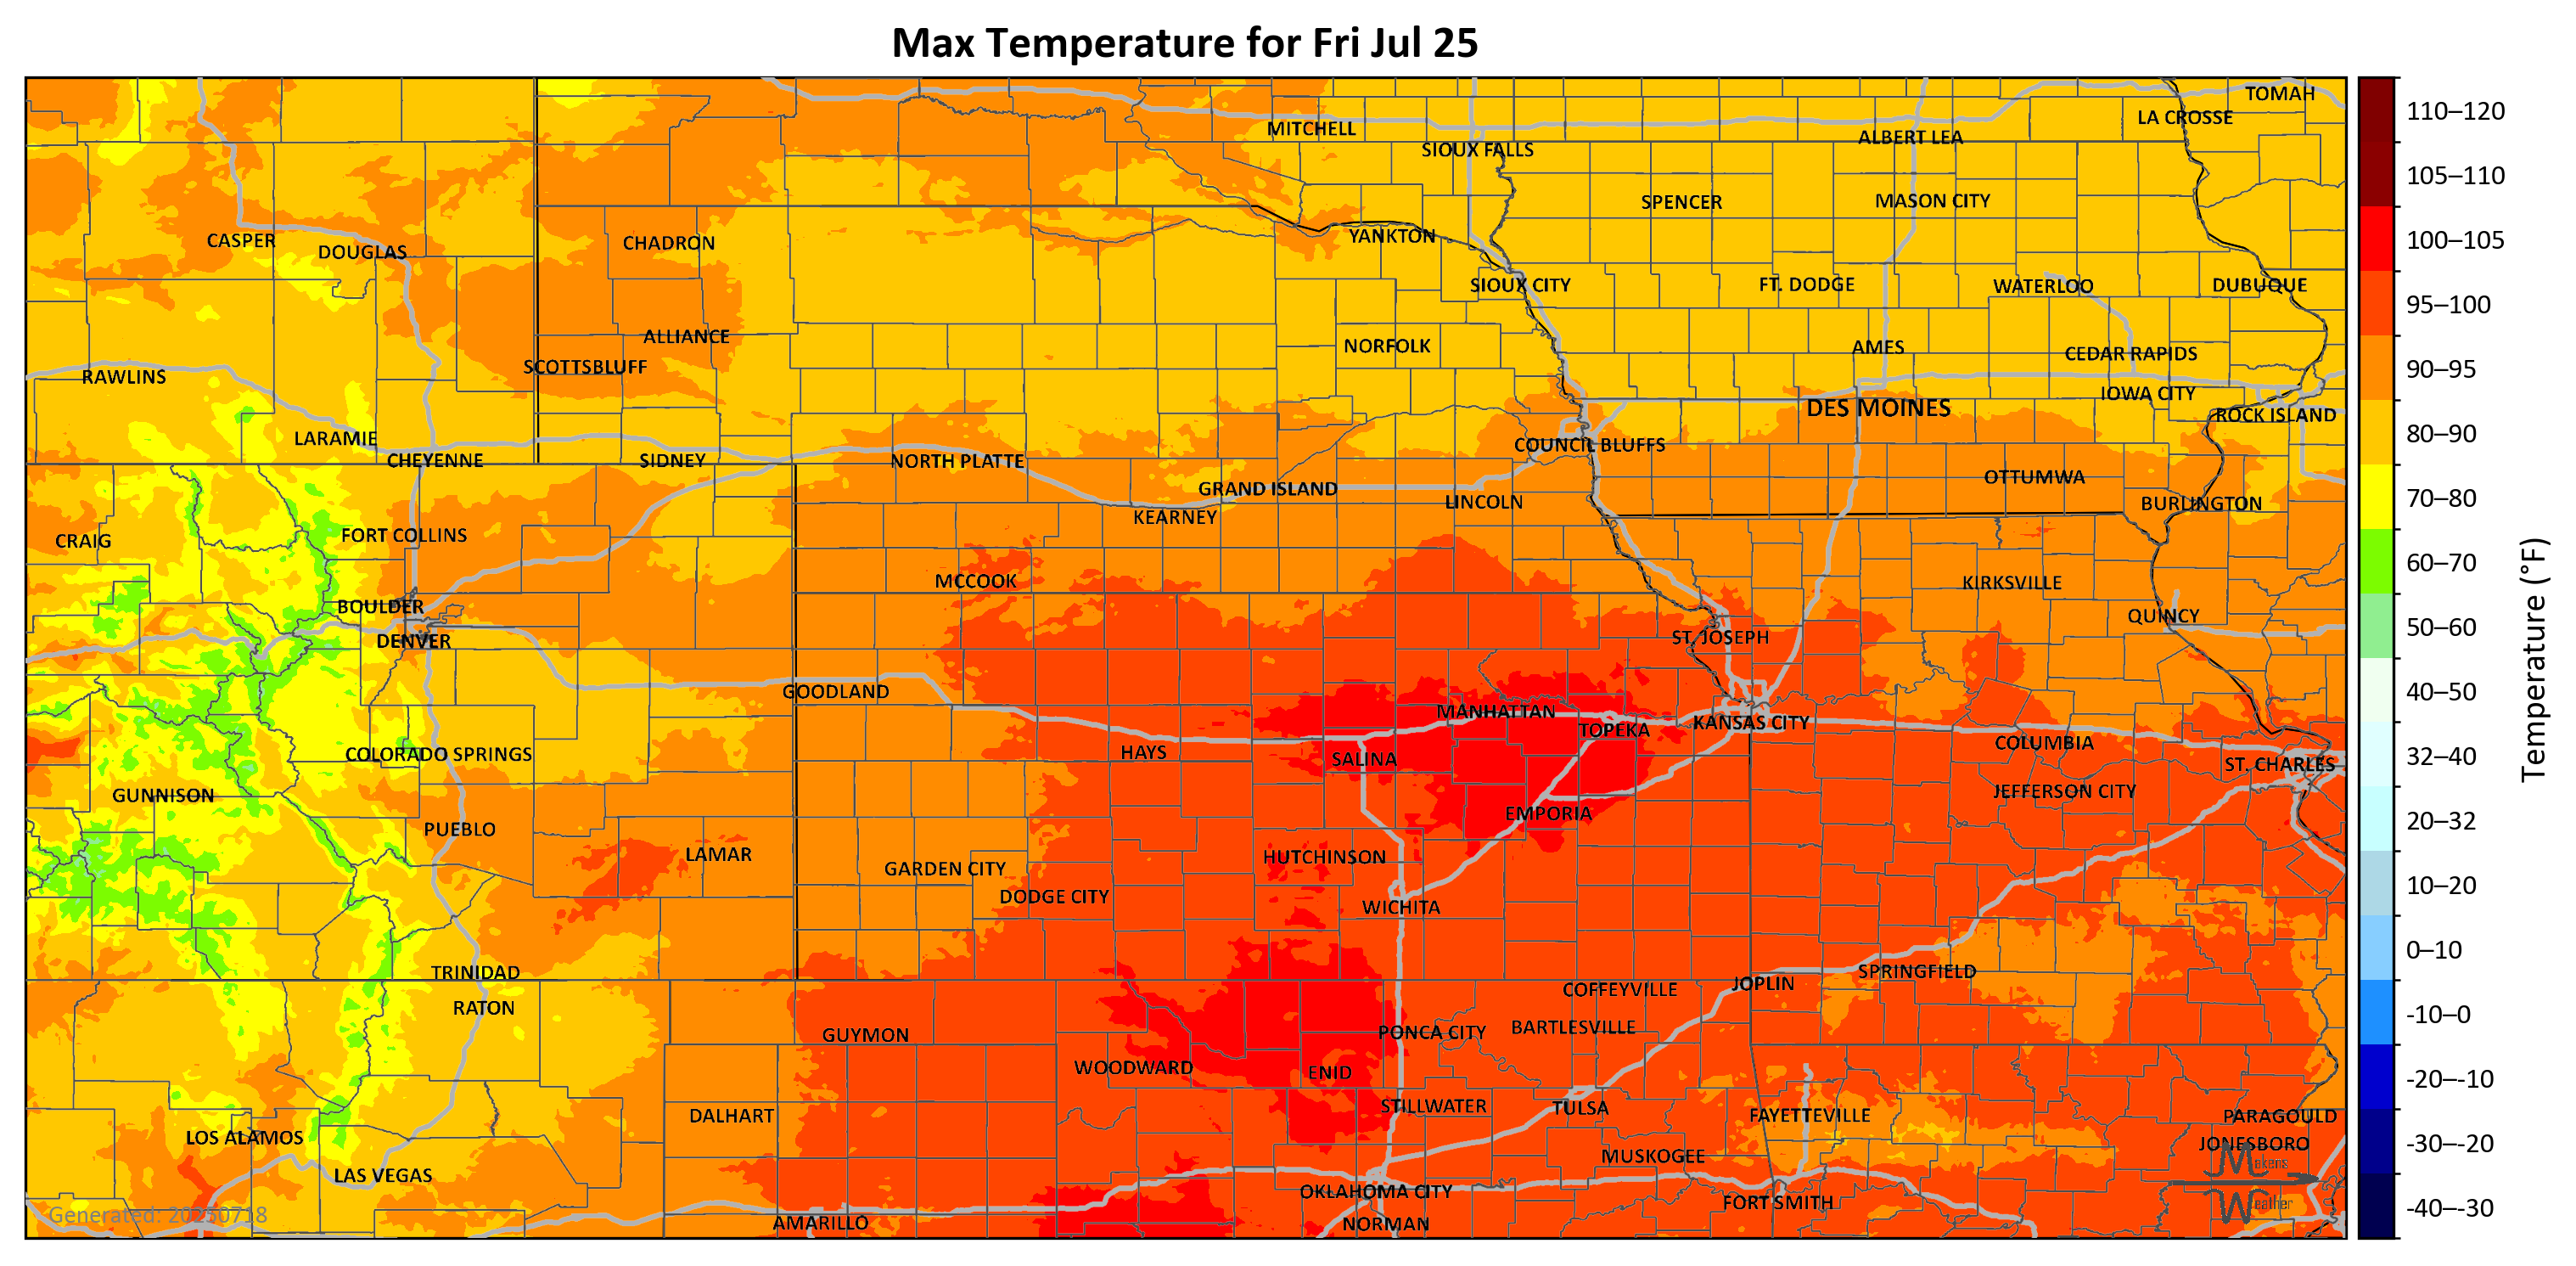 Max Temperature for Fri Jul 25
TOMAH
LA CROSSE
MITCHELL
ALBERT LEA
SIOUX FALLS
SPENCER
MASON CITY
CASPER
DOUGLAS
CHADRON
YANKTON
SIOUX CITY
FT. DODGE
WATERLOO
DUBUQUE
ALLIANCE
SCOTTSBLUFF
NORFOLK
AMES
CEDAR RAPIDS
RAWLINS
IOWA CITY
DES MOINES
ROCK ISLAND
LARAMIE
COUNCIL BLUFFS
CHEYENNE
SIDNEY
NORTH PLATTE
OTTUMWA
GRAND ISLAND
LINCOLN
BURLINGTON
KEARNEY
FORT COLLINS
CRAIG
MCCOOK
KIRKSVILLE
BOULDER
QUINCY
DENVER
ST. JOSEPH
GOODLAND
MANHATTAN
TOPEKA
KANSAS CITY
COLUMBIA
COLORADO SPRINGS
HAYS
SALINA
ST. CHARLES
GUNNISON
JEFFERSON CITY
EMPORIA
PUEBLO
LAMAR
HUTCHINSON
GARDEN CITY
DODGE CITY
WICHITA
TRINIDAD
SPRINGFIELD
JOPLIN
COFFEYVILLE
RATON
GUYMON
PONCA CITY
BARTLESVILLE
WOODWARD
ENID
STILLWATER
TULSA
DALHART
FAYETTEVILLE
PARAGOULD
LOS ALAMOS
JONESBORO
MUSKOGEE
LAS VEGAS
OKLAHOMA CITY
FORT SMITH
AMARILLO
NORMAN
Makens
Weather
Generated: 20250718
110–120
105–110
100–105
95–100
90–95
80–90
70–80
60–70
50–60
40–50
32–40
20–32
10–20
0–10
-10–0
-20–-10
-30–-20
-40–-30
Temperature (°F)